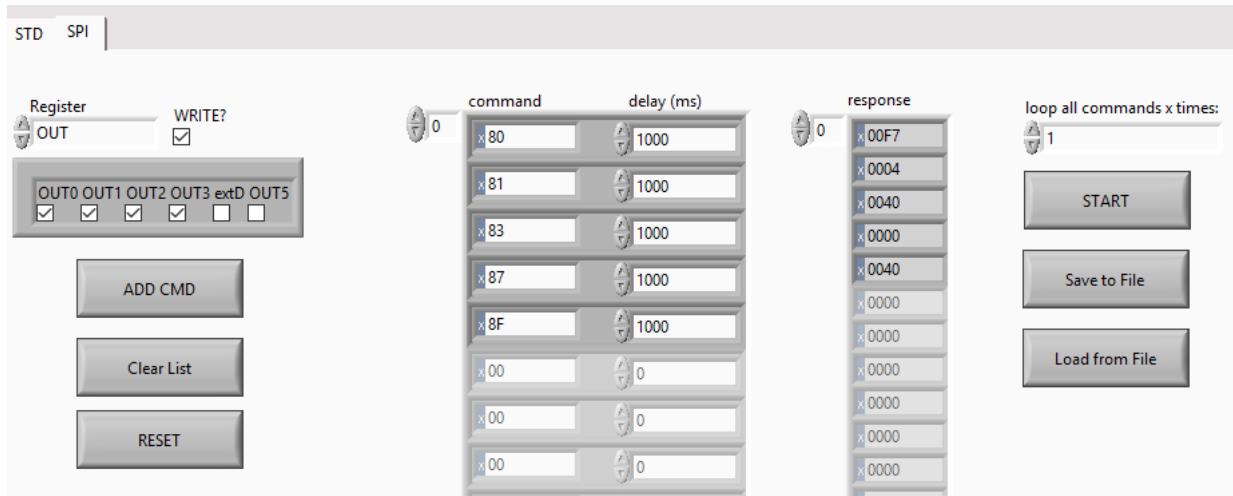 STD SPI
Register
WRITE?
OUT
OUT0 OUT1 OUT2 OUT3 extD OUT5
ADD CMD
Clear List
RESET
command delay (ms)
0
x 80 1000
x 81 1000
x 83 1000
x 87 1000
x 8F 1000
x 00 0
x 00 0
x 00 0
response
0
x 00F7
x 0004
x 0040
x 0000
x 0040
x 0000
x 0000
x 0000
x 0000
x 0000
x 0000
loop all commands x times:
1
START
Save to File
Load from File